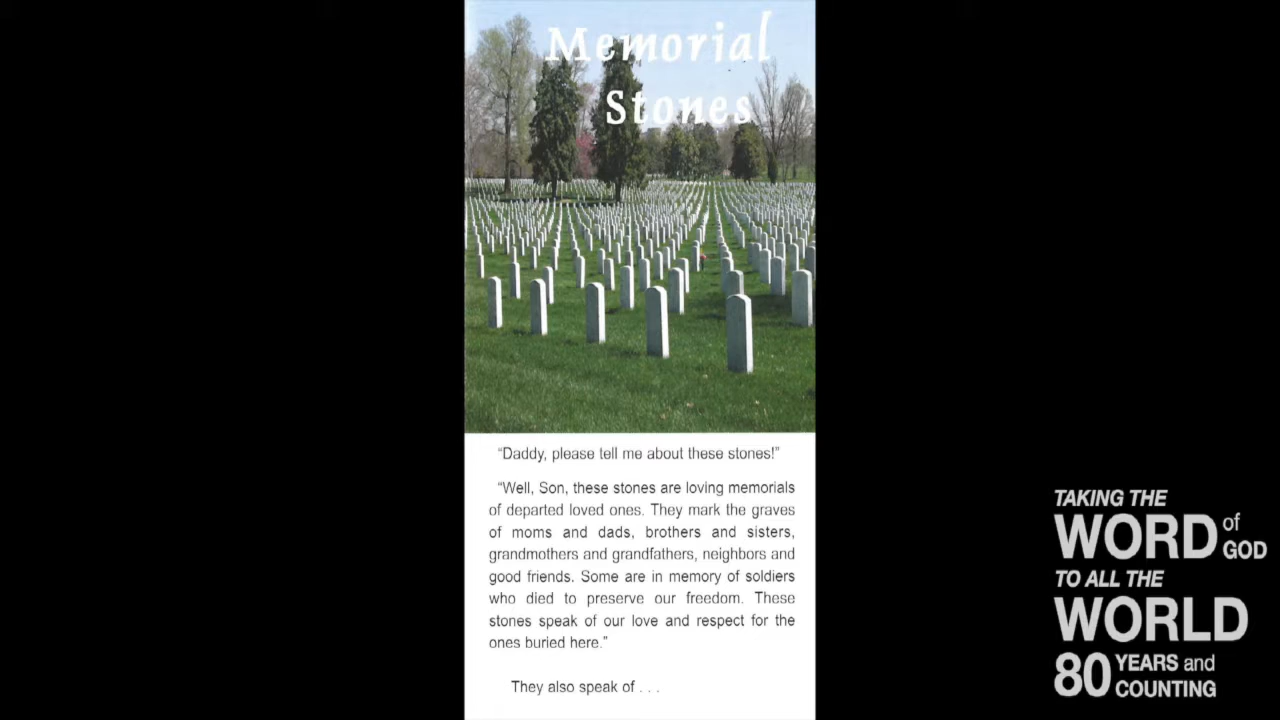 Memorial
Stones
“Daddy, please tell me about these stones!”
“Well, Son, these stones are loving memorials
of departed loved ones. They mark the graves
of moms and dads, brothers and sisters,
grandmothers and grandfathers, neighbors and
good friends. Some are in memory of soldiers
who died to preserve our freedom. These
stones speak of our love and respect for the
ones buried here.”
They also speak of . . .
TAKING THE
WORD of GOD
TO ALL THE
WORLD
80 YEARS and
COUNTING